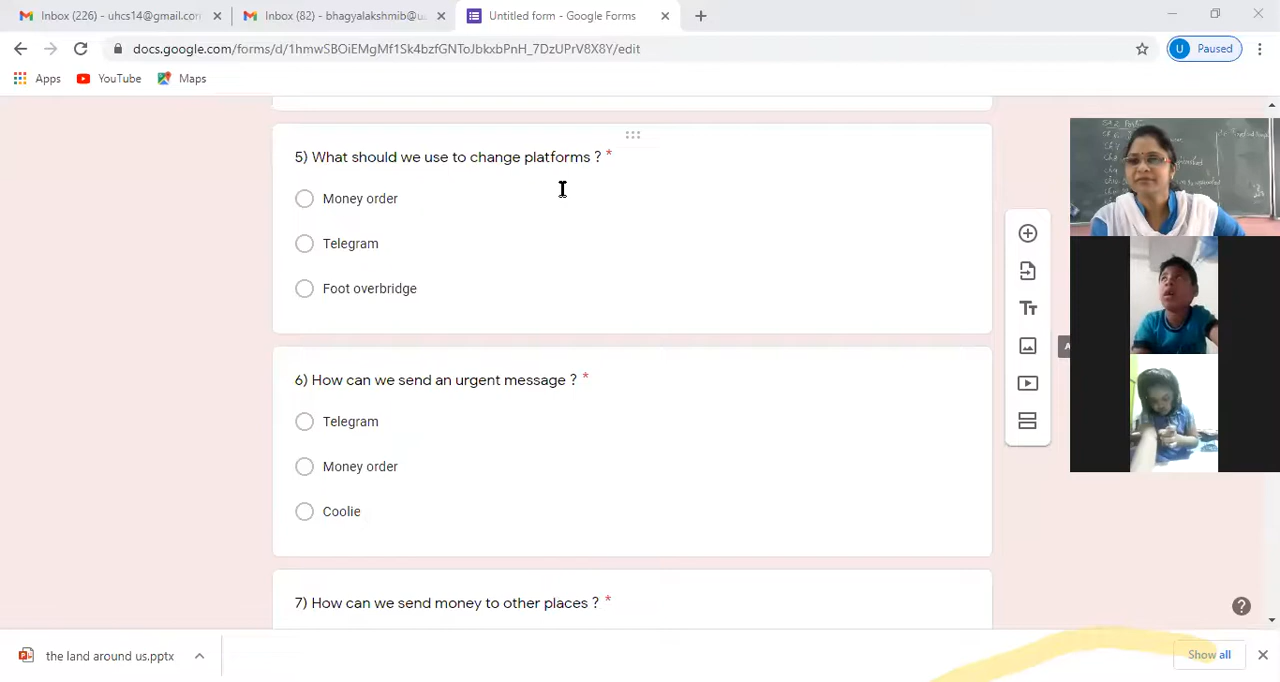 Inbox (226) - uhcs14@gmail.com
Inbox (82) - bhagyalakshmib@u
Untitled form - Google Forms
docs.google.com/forms/d/1hmwSBOiEMgMf1Sk4bzfGNToJbkxbPnH_7DzUPrV8X8Y/edit
U Paused
Apps YouTube Maps
5) What should we use to change platforms ? *
Money order
Telegram
Foot overbridge
Tт
6) How can we send an urgent message ? *
Telegram
Money order
Coolie
7) How can we send money to other places ? *
the land around us.pptx
Show all